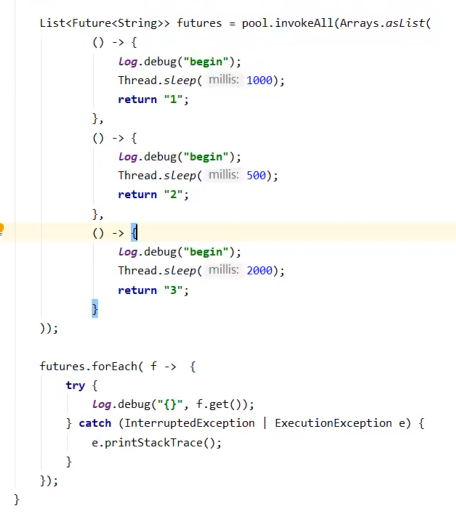 List<Future<String>> futures = pool.invokeAll(Arrays.asList(
() -> {
log.debug("begin");
Thread.sleep( millis: 1000);
return "1";
},
() -> {
log.debug("begin");
Thread.sleep( millis: 500);
return "2";
},
() -> {
log.debug("begin");
Thread.sleep( millis: 2000);
return "3";
}
));
futures.forEach( f -> {
try {
log.debug("{}", f.get());
} catch (InterruptedException | ExecutionException e) {
e.printStackTrace();
}
});
}